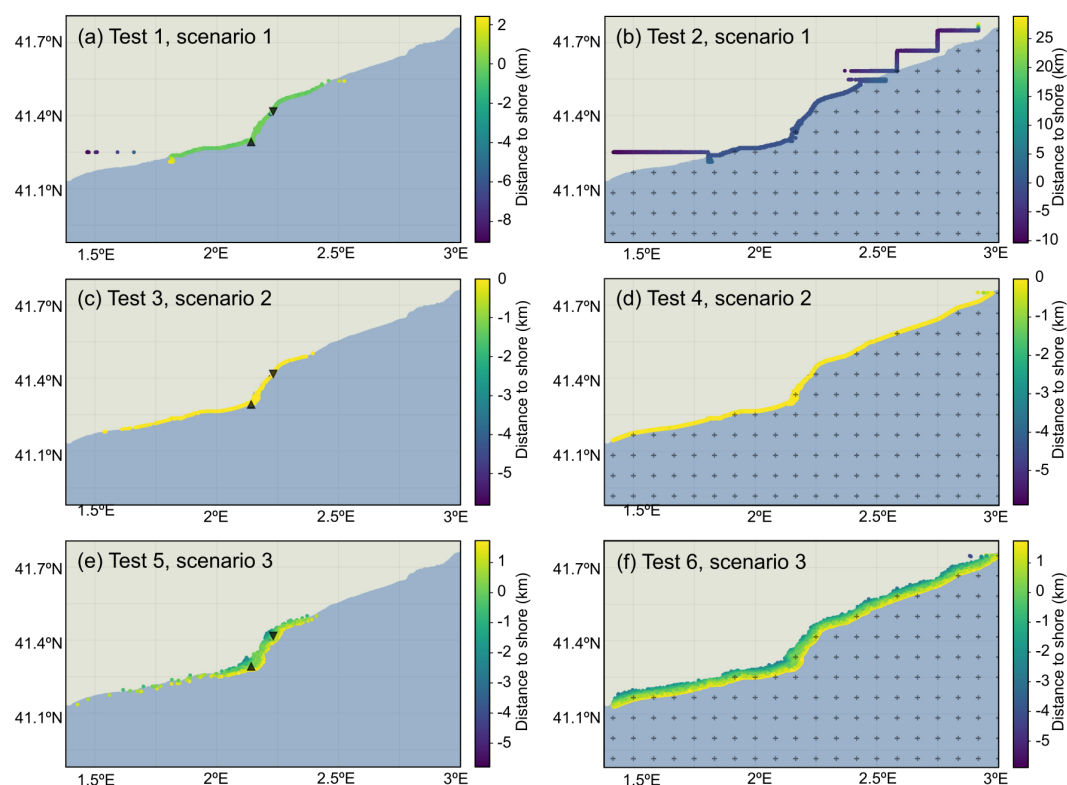 (a) Test 1, scenario 1
41.7ºN
41.4ºN
41.1ºN
1.5ºE 2ºE 2.5ºE 3ºE
2
0
-2
-4
-6
-8
Distance to shore (km)
(b) Test 2, scenario 1
41.7ºN
41.4ºN
41.1ºN
1.5ºE 2ºE 2.5ºE 3ºE
25
20
15
10
5
0
-5
-10
Distance to shore (km)
(c) Test 3, scenario 2
41.7ºN
41.4ºN
41.1ºN
1.5ºE 2ºE 2.5ºE 3ºE
0
-1
-2
-3
-4
-5
Distance to shore (km)
(d) Test 4, scenario 2
41.7ºN
41.4ºN
41.1ºN
1.5ºE 2ºE 2.5ºE 3ºE
0
-1
-2
-3
-4
-5
Distance to shore (km)
(e) Test 5, scenario 3
41.7ºN
41.4ºN
41.1ºN
1.5ºE 2ºE 2.5ºE 3ºE
1
0
-1
-2
-3
-4
-5
Distance to shore (km)
(f) Test 6, scenario 3
41.7ºN
41.4ºN
41.1ºN
1.5ºE 2ºE 2.5ºE 3ºE
1
0
-1
-2
-3
-4
-5
Distance to shore (km)